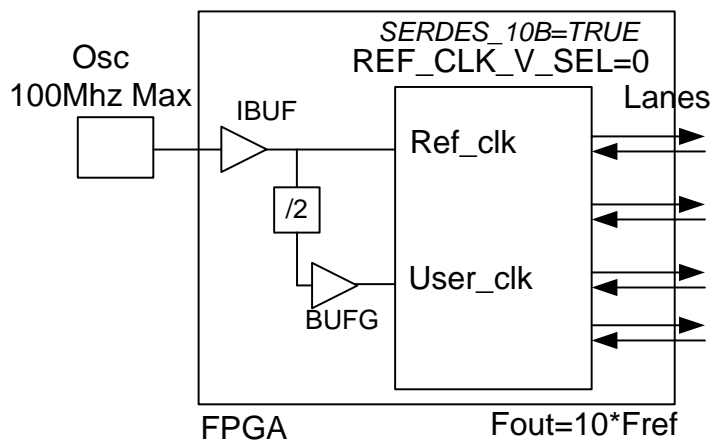 SERDES_10B=TRUE
Osc
REF_CLK_V_SEL=0
100Mhz Max
Lanes
IBUF
Ref_clk
/2
User_clk
BUFG
FPGA
Fout=10*Fref